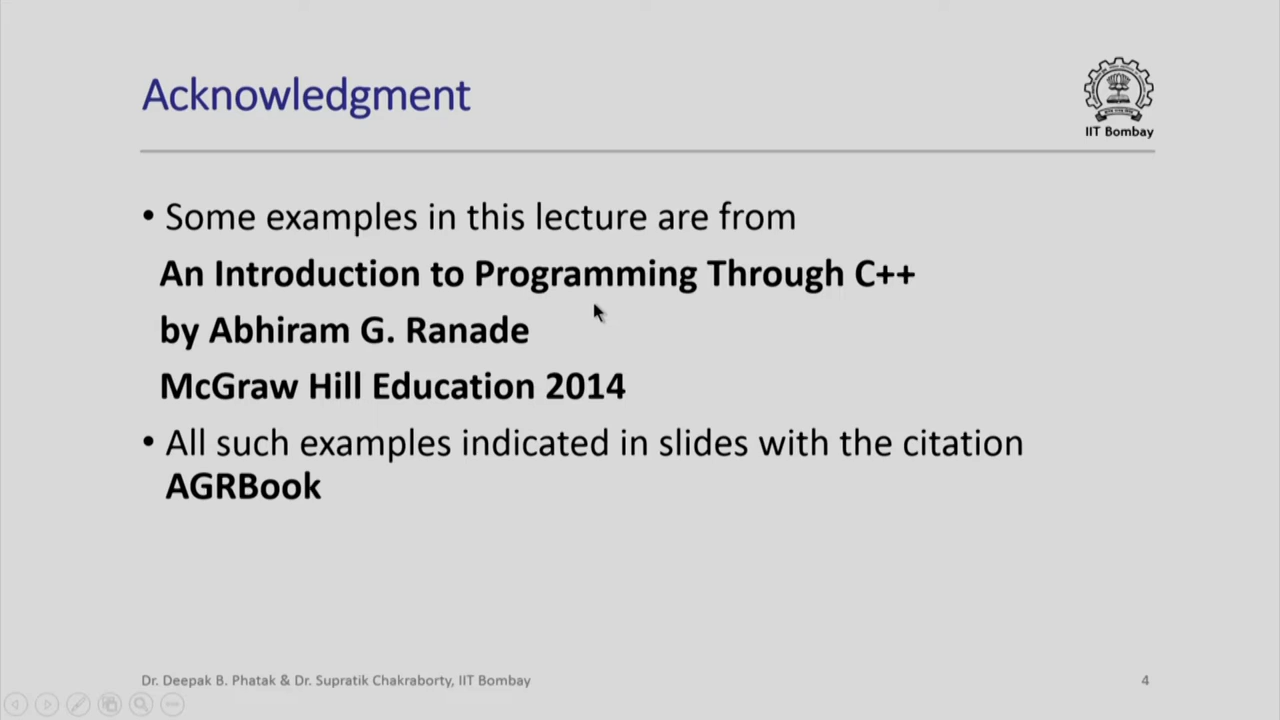 Acknowledgment
IIT Bombay
• Some examples in this lecture are from
An Introduction to Programming Through C++
by Abhiram G. Ranade
McGraw Hill Education 2014
• All such examples indicated in slides with the citation
AGRBook
Dr. Deepak B. Phatak & Dr. Supratik Chakraborty, IIT Bombay
4